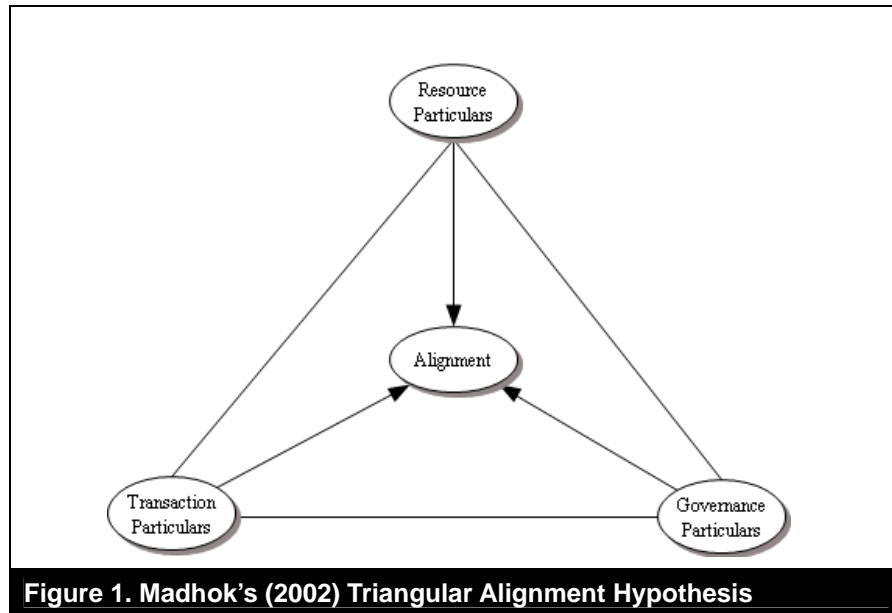 Resource
Particulars
Alignment
Transaction
Particulars
Governance
Particulars
Figure 1. Madhok's (2002) Triangular Alignment Hypothesis